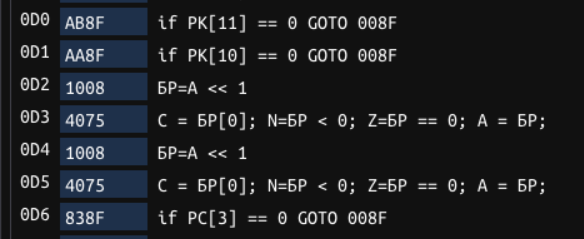 0D0 AB8F if РК[11] == 0 GOTO 008F
0D1 AA8F if РК[10] == 0 GOTO 008F
0D2 1008 БР=А << 1
0D3 4075 C = БР[0]; N=БР < 0; Z=БР == 0; А = БР;
0D4 1008 БР=А << 1
0D5 4075 C = БР[0]; N=БР < 0; Z=БР == 0; А = БР;
0D6 838F if РС[3] == 0 GOTO 008F